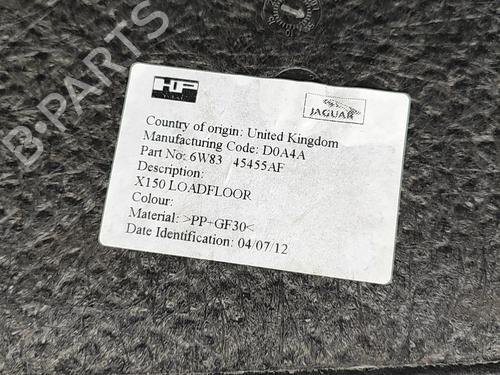 B-PARTS
HP
JAGUAR
Country of origin: United Kingdom
Manufacturing Code: D0A4A
Part No: 6W83 45455AF
Description:
X150 LOADFLOOR
Colour:
Material: >PP+GF30<
Date Identification: 04/07/12